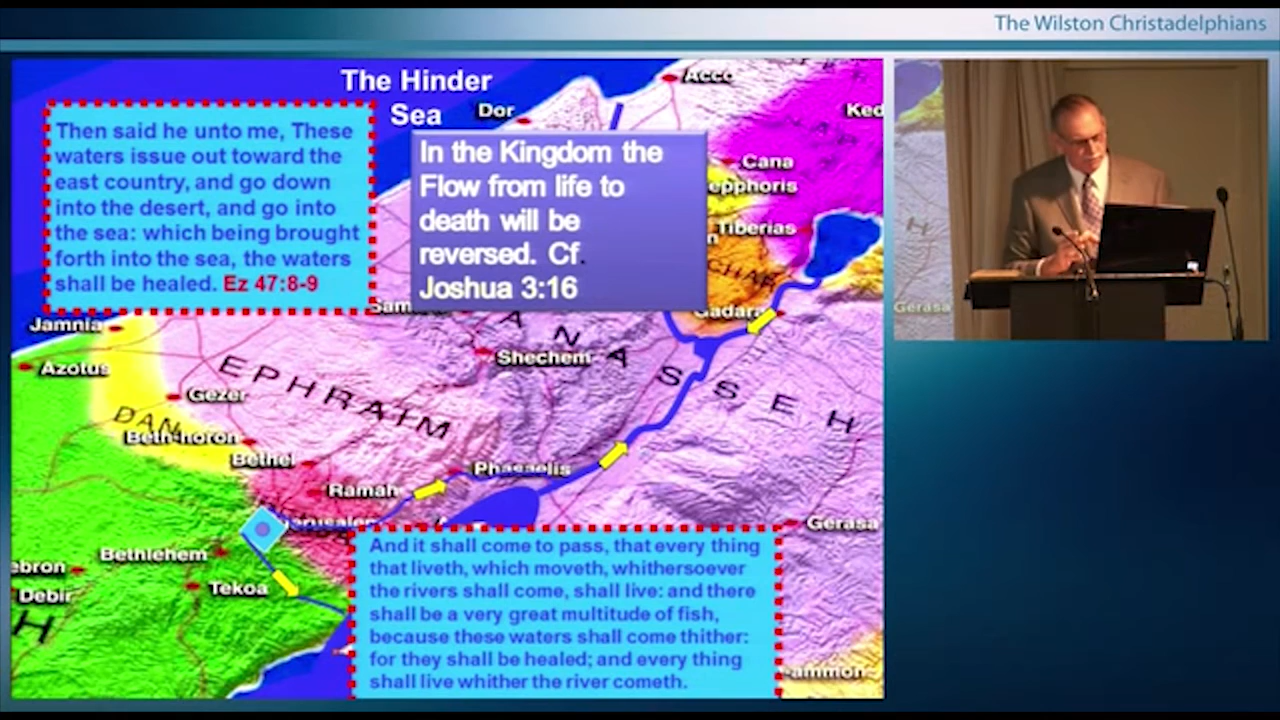 The Wilston Christadelphians
The Hinder
Sea
Then said he unto me, These
waters issue out toward the
east country, and go down
into the desert, and go into
the sea: which being brought
forth into the sea, the waters
shall be healed. Ez 47:8-9
In the Kingdom the
Flow from life to
death will be
reversed. Cf.
Joshua 3:16
Dor
Accc
Ked
Cana
epphoris
Tiberias
Gadara
Sam
Jamnia
Azotus
MANASSEH
Shechem
EPHRAIM
Gezer
DAN
Beth-horon
Bethel
Phasaelis
Ramah
Gerasa
Bethlehem
ebron
Tekoa
Debir
H
And it shall come to pass, that every thing
that liveth, which moveth, whithersoever
the rivers shall come, shall live: and there
shall be a very great multitude of fish,
because these waters shall come thither:
for they shall be healed; and every thing
shall live whither the river cometh.
-ammon-
H
Gerasa